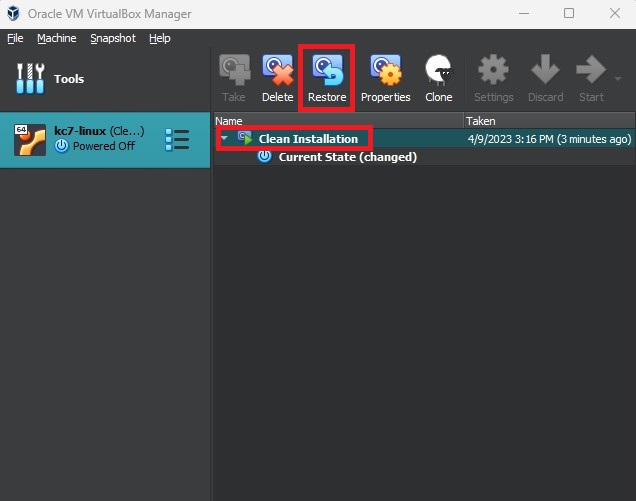 Oracle VM VirtualBox Manager
File Machine Snapshot Help
Tools
Take Delete Restore Properties Clone Settings Discard Start
64
kc7-linux (Cle...)
Powered Off
Name Taken
Clean Installation 4/9/2023 3:16 PM (3 minutes ago)
Current State (changed)